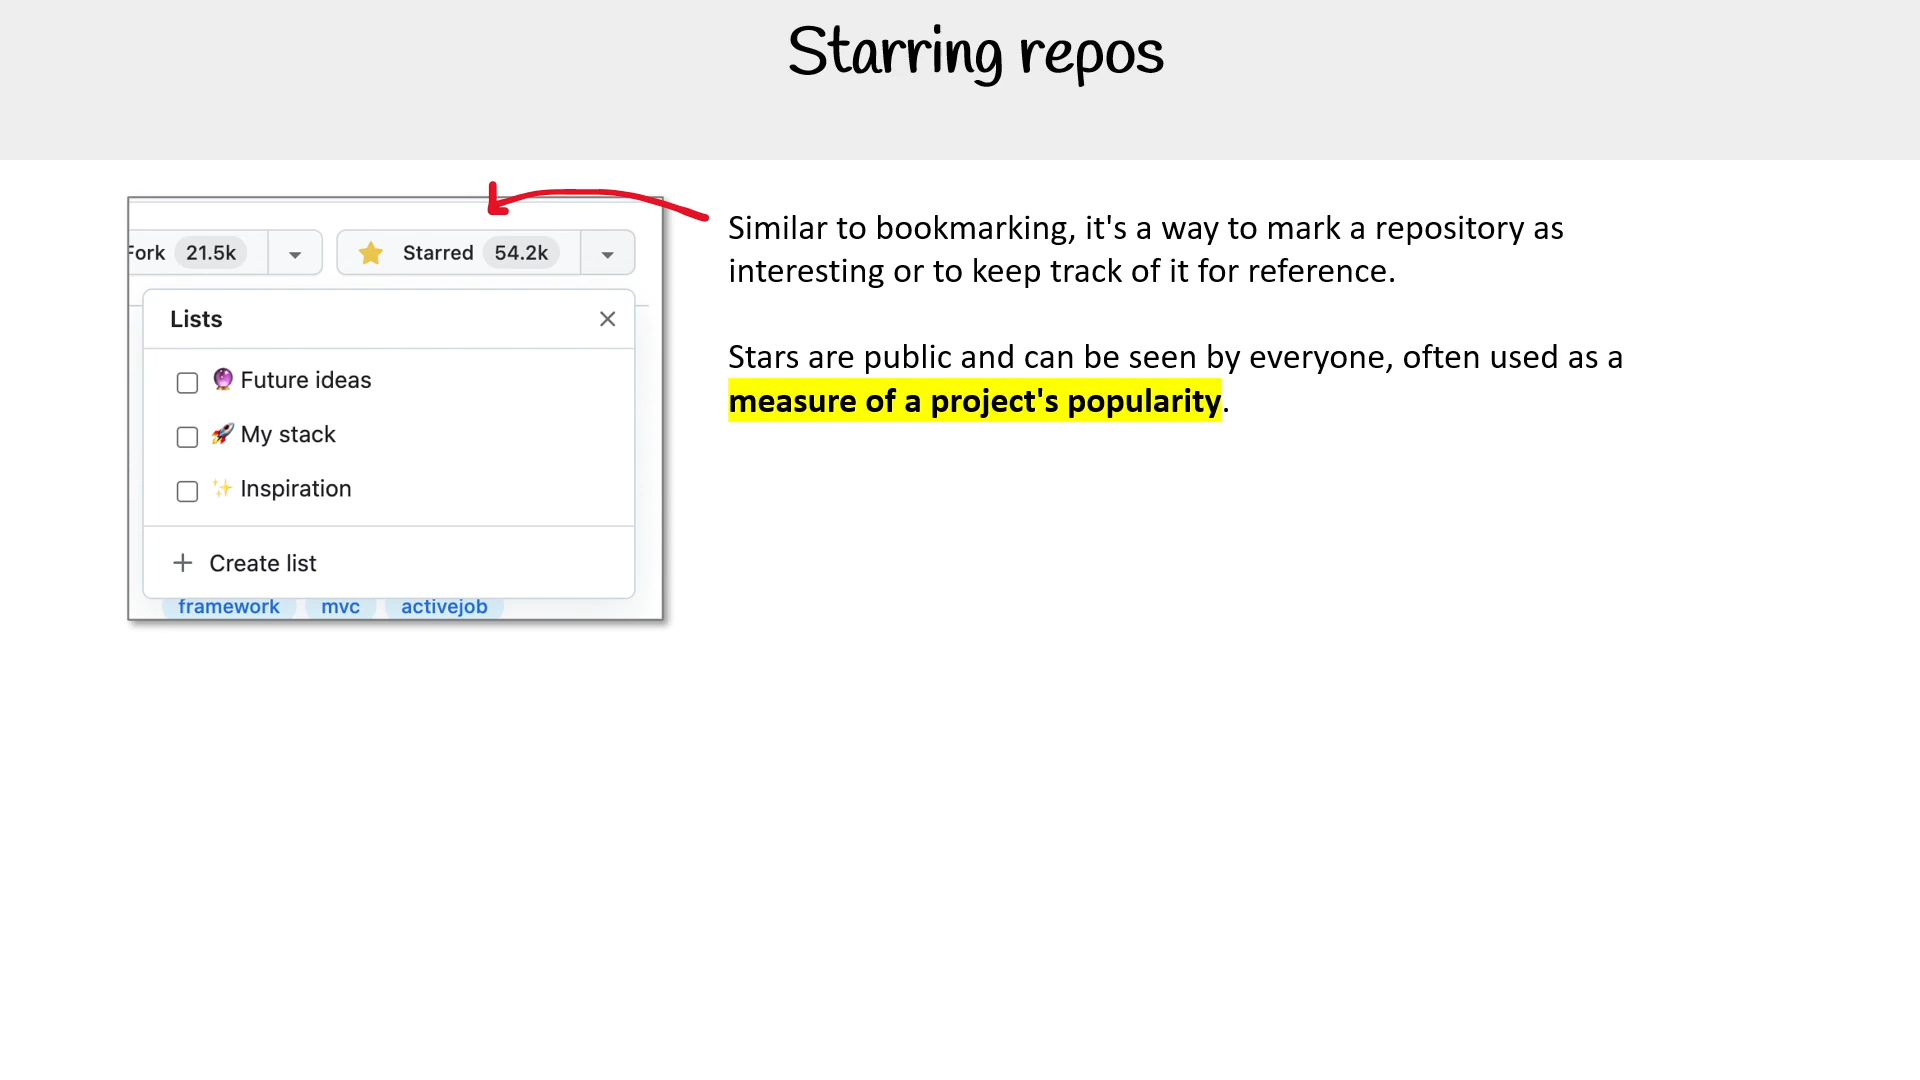 Starring repos
Fork 21.5k
Starred 54.2k
Lists
Future ideas
My stack
Inspiration
Create list
framework mvc activejob
Similar to bookmarking, it's a way to mark a repository as
interesting or to keep track of it for reference.
Stars are public and can be seen by everyone, often used as a
measure of a project's popularity.